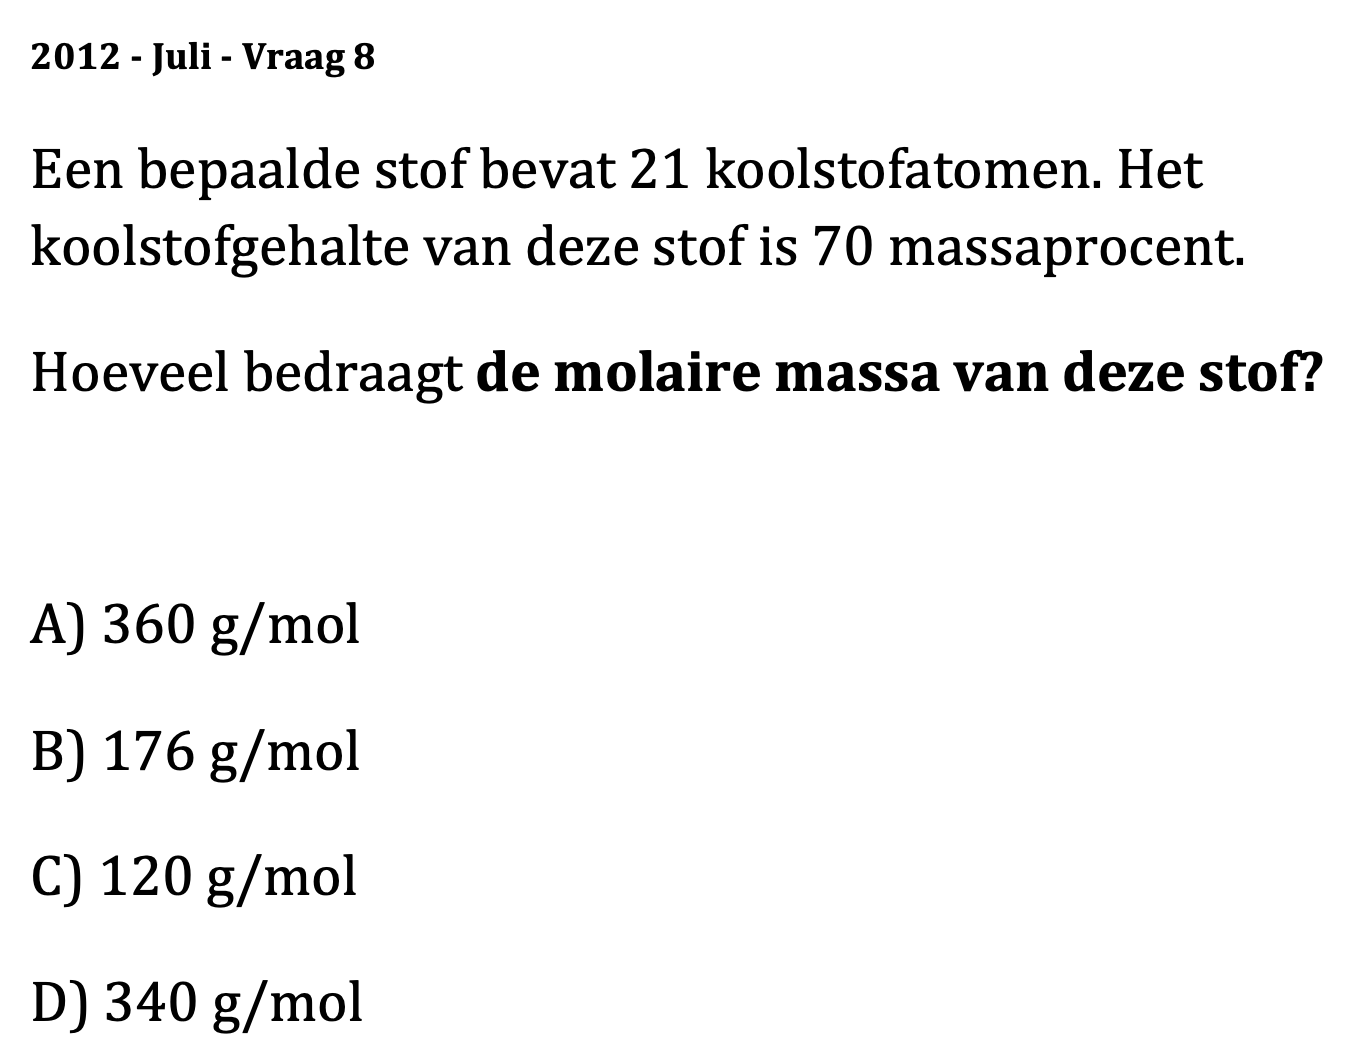 2012 - Juli - Vraag 8
Een bepaalde stof bevat 21 koolstofatomen. Het
koolstofgehalte van deze stof is 70 massaprocent.
Hoeveel bedraagt de molaire massa van deze stof?
A) 360 g/mol
B) 176 g/mol
C) 120 g/mol
D) 340 g/mol